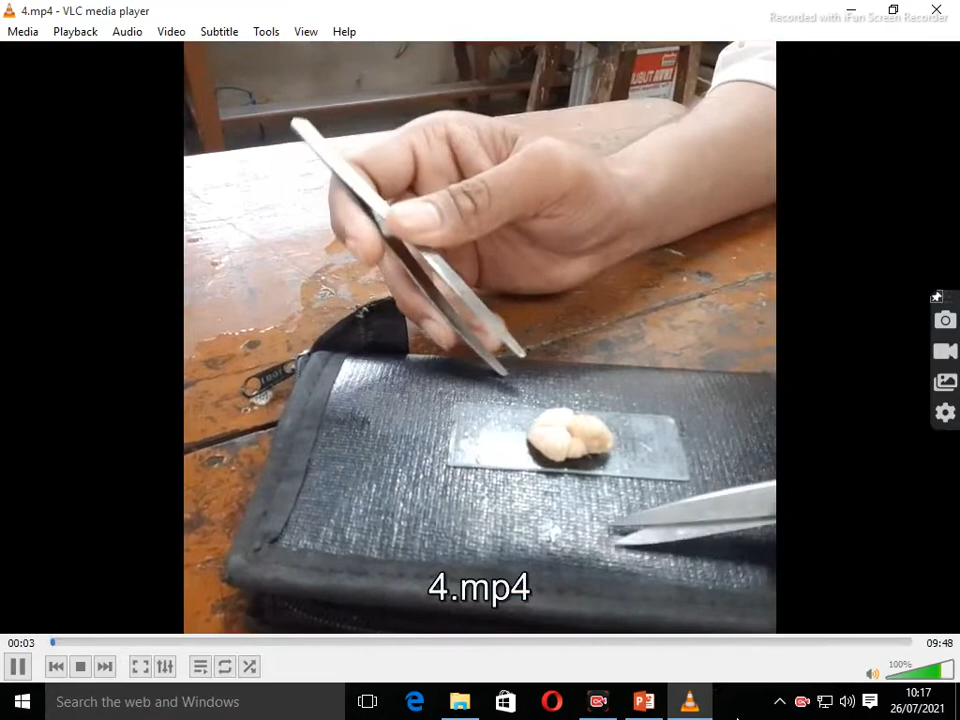 4.mp4 - VLC media player
Recorded with iFun Screen Recorder
Media Playback Audio Video Subtitle Tools View Help
4.mp4
00:03
09:48
100%
Search the web and Windows
10:17
26/07/2021